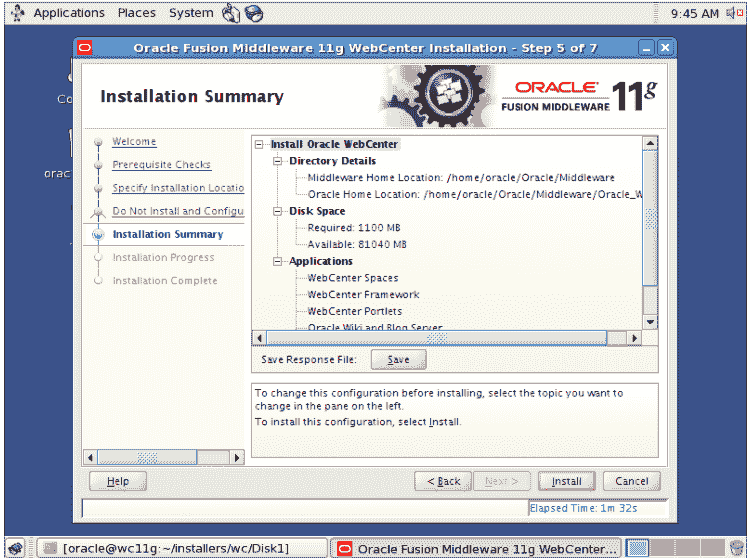 Applications Places System 9:45 AM
Oracle Fusion Middleware 11g WebCenter Installation - Step 5 of 7
Installation Summary
ORACLE
FUSION MIDDLEWARE 11g
Co
orac
Welcome
Prerequisite Checks
Specify Installation Locatio
Do Not Install and Configu
Installation Summary
Installation Progress
Installation Complete
Install Oracle WebCenter
Directory Details
Middleware Home Location: /home/oracle/Oracle/Middleware
Oracle Home Location: /home/oracle/Oracle/Middleware/Oracle_W
Disk Space
Required: 1100 MB
Available: 81040 MB
Applications
WebCenter Spaces
WebCenter Framework
WebCenter Portlets
Oracle Wiki and Blog Server
Save Response File: Save
To change this configuration before installing, select the topic you want to
change in the pane on the left.
To install this configuration, select Install.
Help < Back Next > Install Cancel
Elapsed Time: 1m 32s
[oracle@wc11g:~/installers/wc/Disk1] Oracle Fusion Middleware 11g WebCenter...